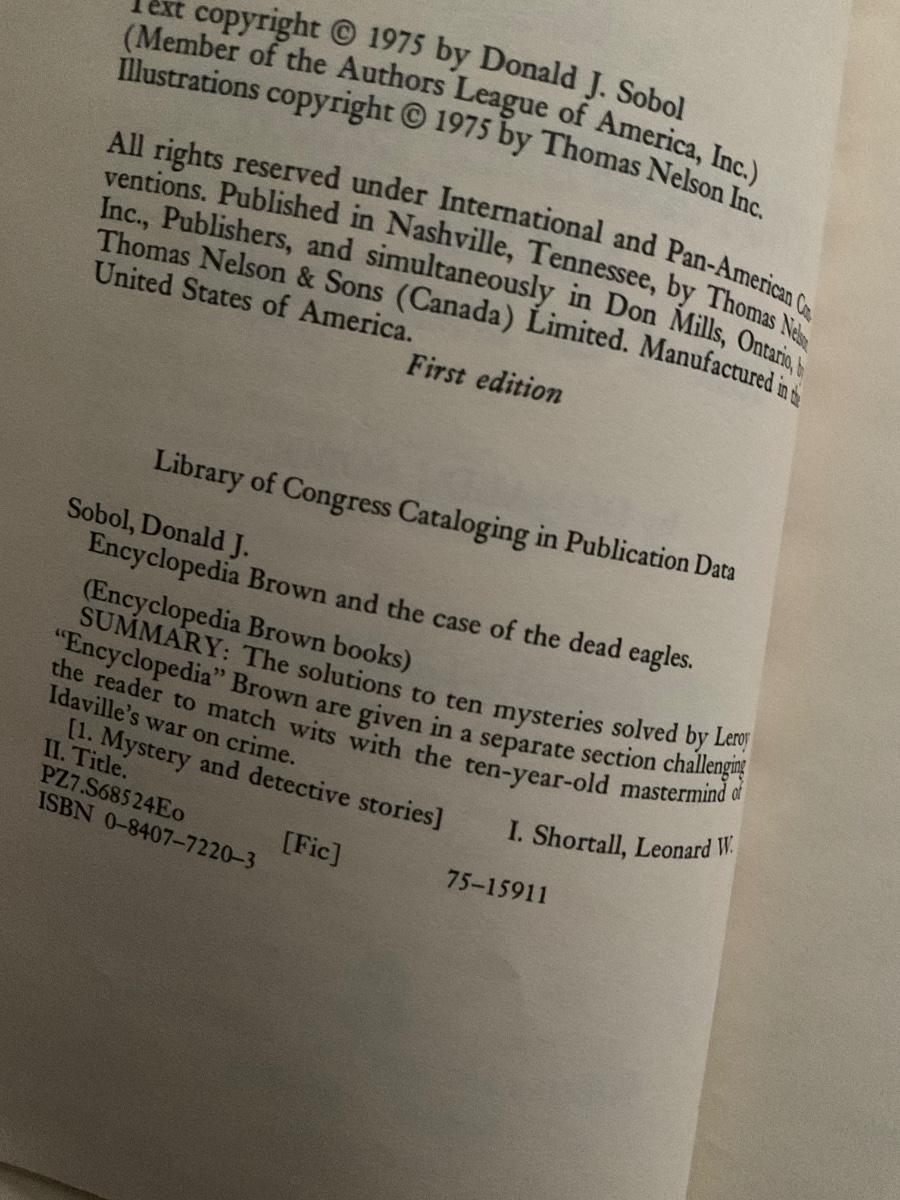 Text copyright © 1975 by Donald J. Sobol
(Member of the Authors League of America, Inc.)
Illustrations copyright © 1975 by Thomas Nelson Inc.
All rights reserved under International and Pan-American Con-
ventions. Published in Nashville, Tennessee, by Thomas Nelson
Inc., Publishers, and simultaneously in Don Mills, Ontario, by
Thomas Nelson & Sons (Canada) Limited. Manufactured in the
United States of America.
First edition
Library of Congress Cataloging in Publication Data
Sobol, Donald J.
Encyclopedia Brown and the case of the dead eagles.
(Encyclopedia Brown books)
SUMMARY: The solutions to ten mysteries solved by Leroy
"Encyclopedia" Brown are given in a separate section challenging
the reader to match wits with the ten-year-old mastermind of
Idaville's war on crime.
[1. Mystery and detective stories] I. Shortall, Leonard W.
II. Title.
PZ7.S68524Eo [Fic] 75–15911
ISBN 0–8407–7220–3